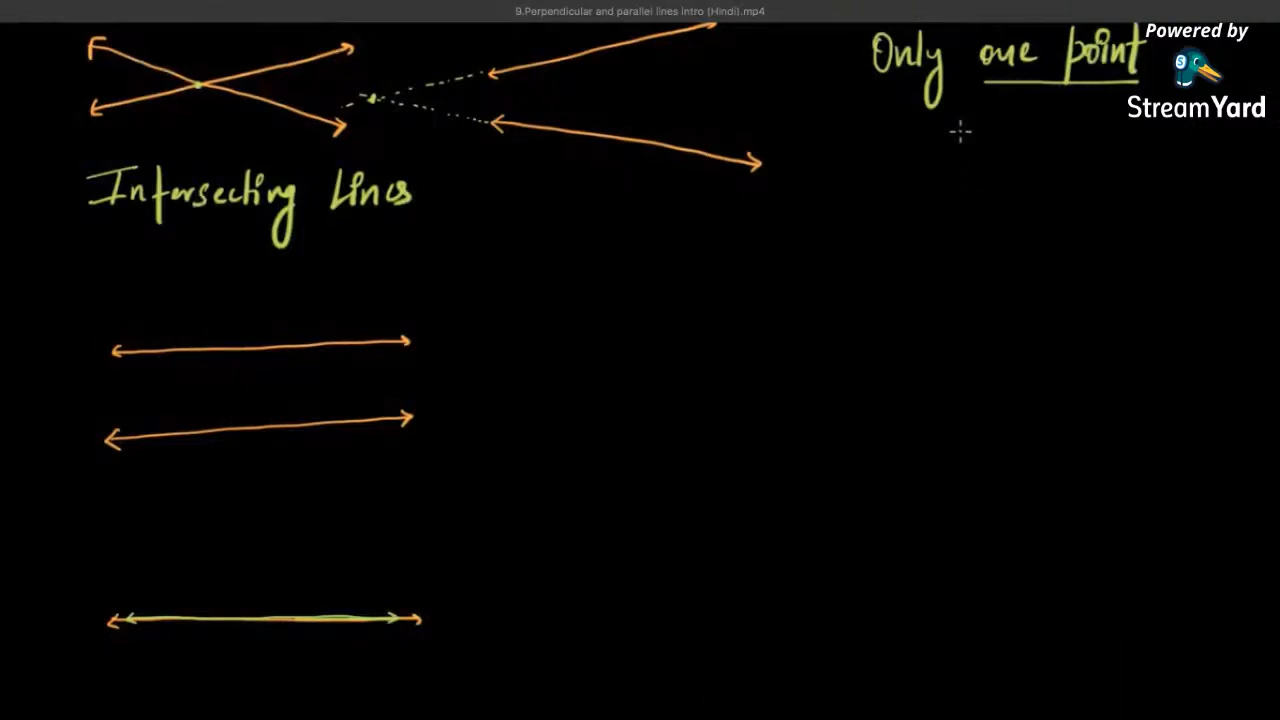 9.Perpendicular and parallel lines intro (Hindi).mp4
Powered by
StreamYard
Only one point
Intersecting Lines